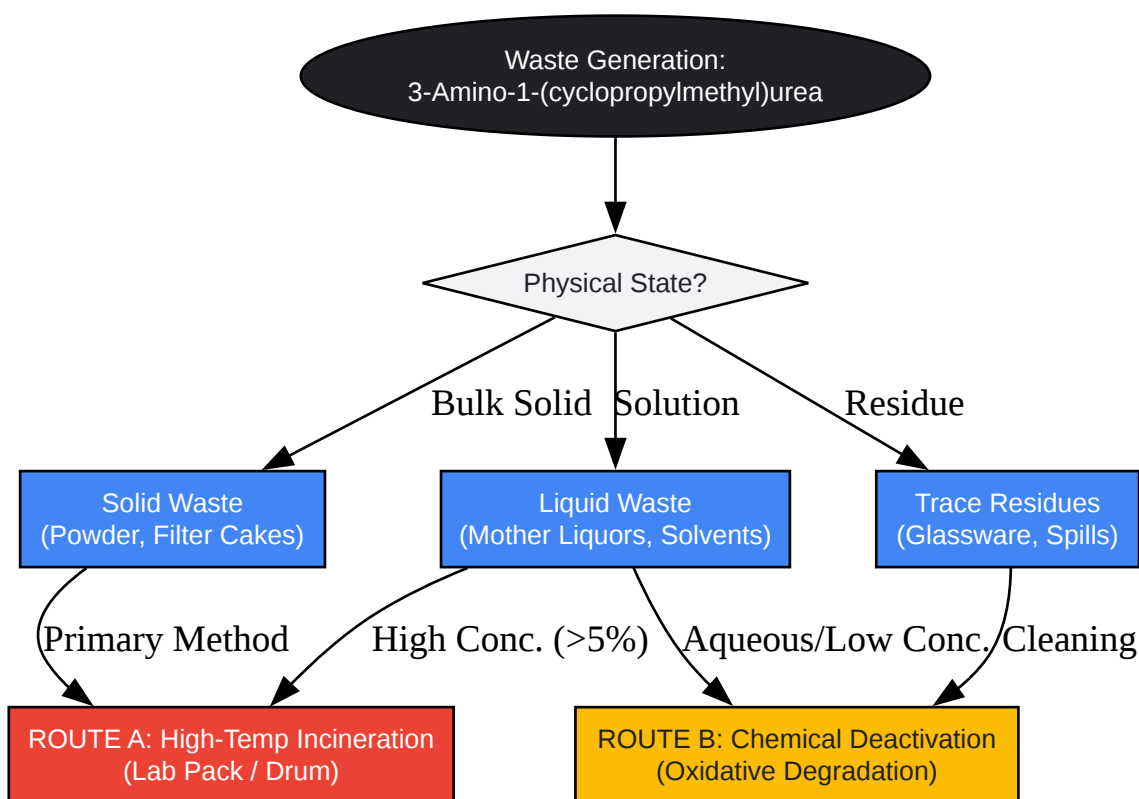 Waste Generation:
3-Amino-1-(cyclopropylmethyl)urea
Physical State?
Bulk Solid
Solution
Residue
Solid Waste
(Powder, Filter Cakes)
Liquid Waste
(Mother Liquors, Solvents)
Trace Residues
(Glassware, Spills)
Primary Method
High Conc. (>5%)
Aqueous/Low Conc.
Cleaning
ROUTE A: High-Temp Incineration
(Lab Pack / Drum)
ROUTE B: Chemical Deactivation
(Oxidative Degradation)